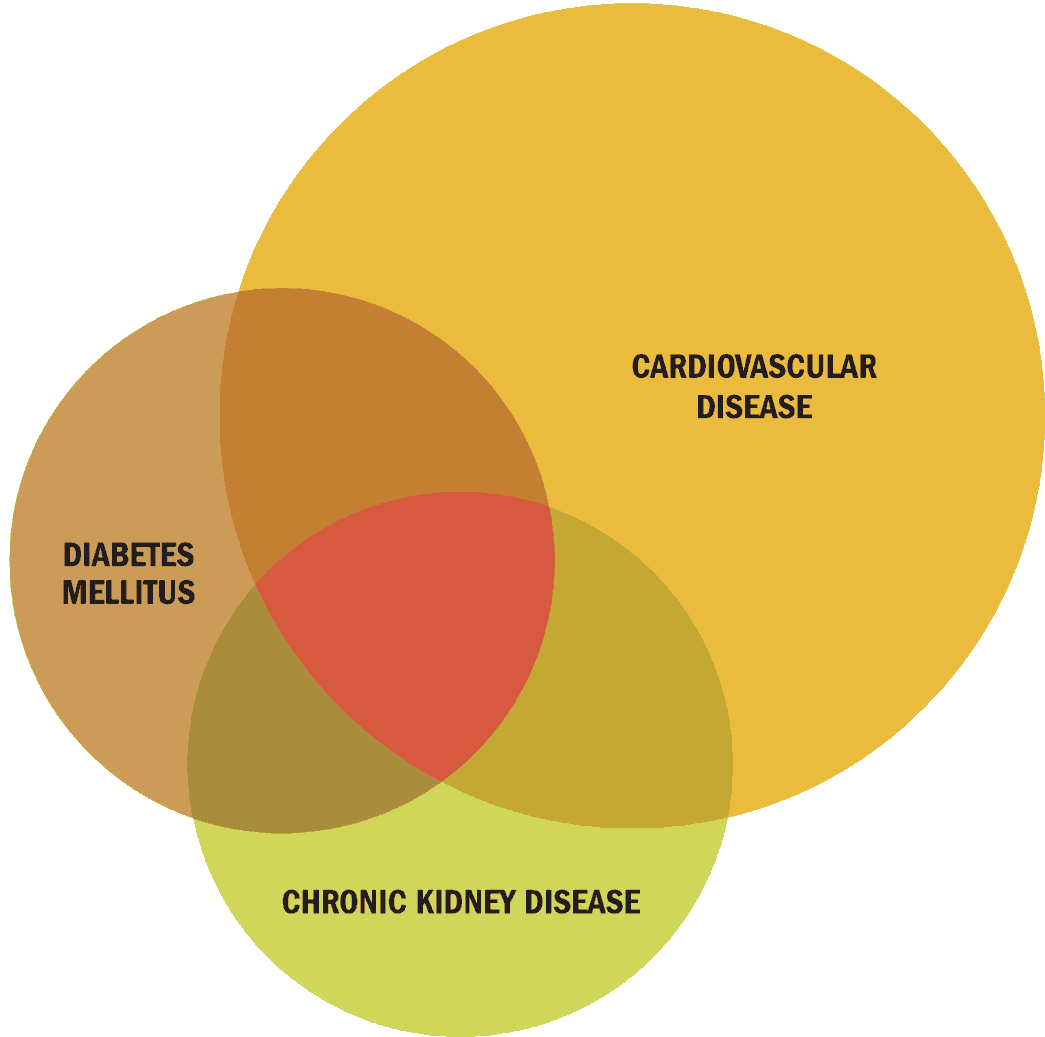 CARDIOVASCULAR
DISEASE
DIABETES
MELLITUS
CHRONIC KIDNEY DISEASE